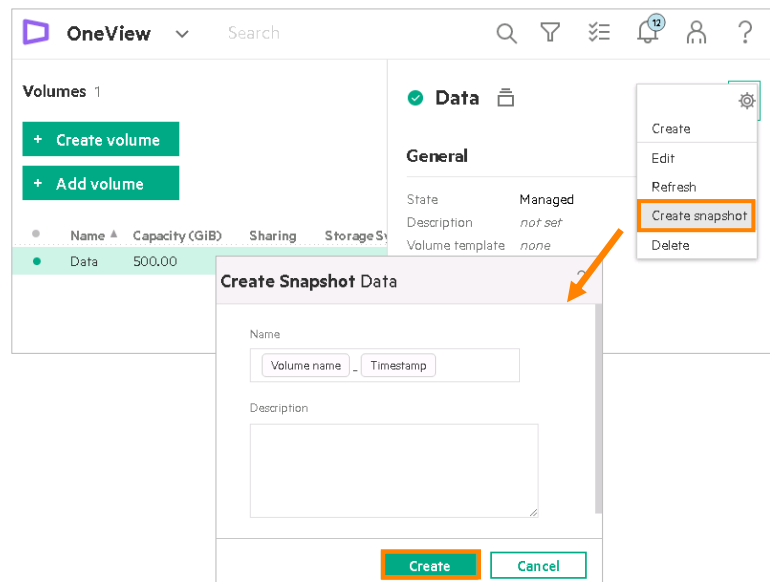 OneView Search 12 ?
Volumes 1
+ Create volume
+ Add volume
Name Capacity (GiB) Sharing Storage Sy
Data 500.00
Data
General
State Managed
Description not set
Volume template none
Create
Edit
Refresh
Create snapshot
Delete
Create Snapshot Data
Name
Volume name _ Timestamp
Description
Create Cancel